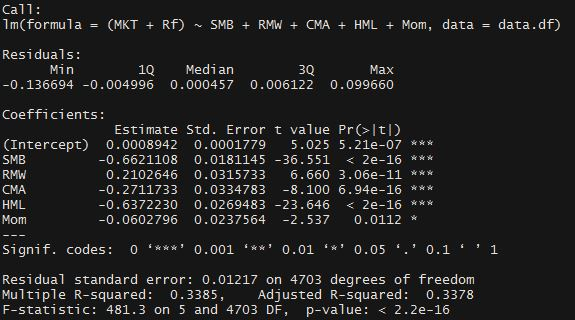 Call:
lm(formula = (MKT + Rf) ~ SMB + RMW + CMA + HML + Mom, data = data.df)
Residuals:
Min 1Q Median 3Q Max
-0.136694 -0.004996 0.000457 0.006122 0.099660
Coefficients:
Estimate Std. Error t value Pr(>|t|)
(Intercept) 0.0008942 0.0001779 5.025 5.21e-07 ***
SMB -0.6621108 0.0181145 -36.551 < 2e-16 ***
RMW 0.2102646 0.0315733 6.660 3.06e-11 ***
CMA -0.2711733 0.0334783 -8.100 6.94e-16 ***
HML -0.6372230 0.0269483 -23.646 < 2e-16 ***
Mom -0.0602796 0.0237564 -2.537 0.0112 *
---
Signif. codes: 0 ‘***’ 0.001 ‘**’ 0.01 ‘*’ 0.05 ‘.’ 0.1 ‘ ’ 1
Residual standard error: 0.01217 on 4703 degrees of freedom
Multiple R-squared: 0.3385, Adjusted R-squared: 0.3378
F-statistic: 481.3 on 5 and 4703 DF, p-value: < 2.2e-16